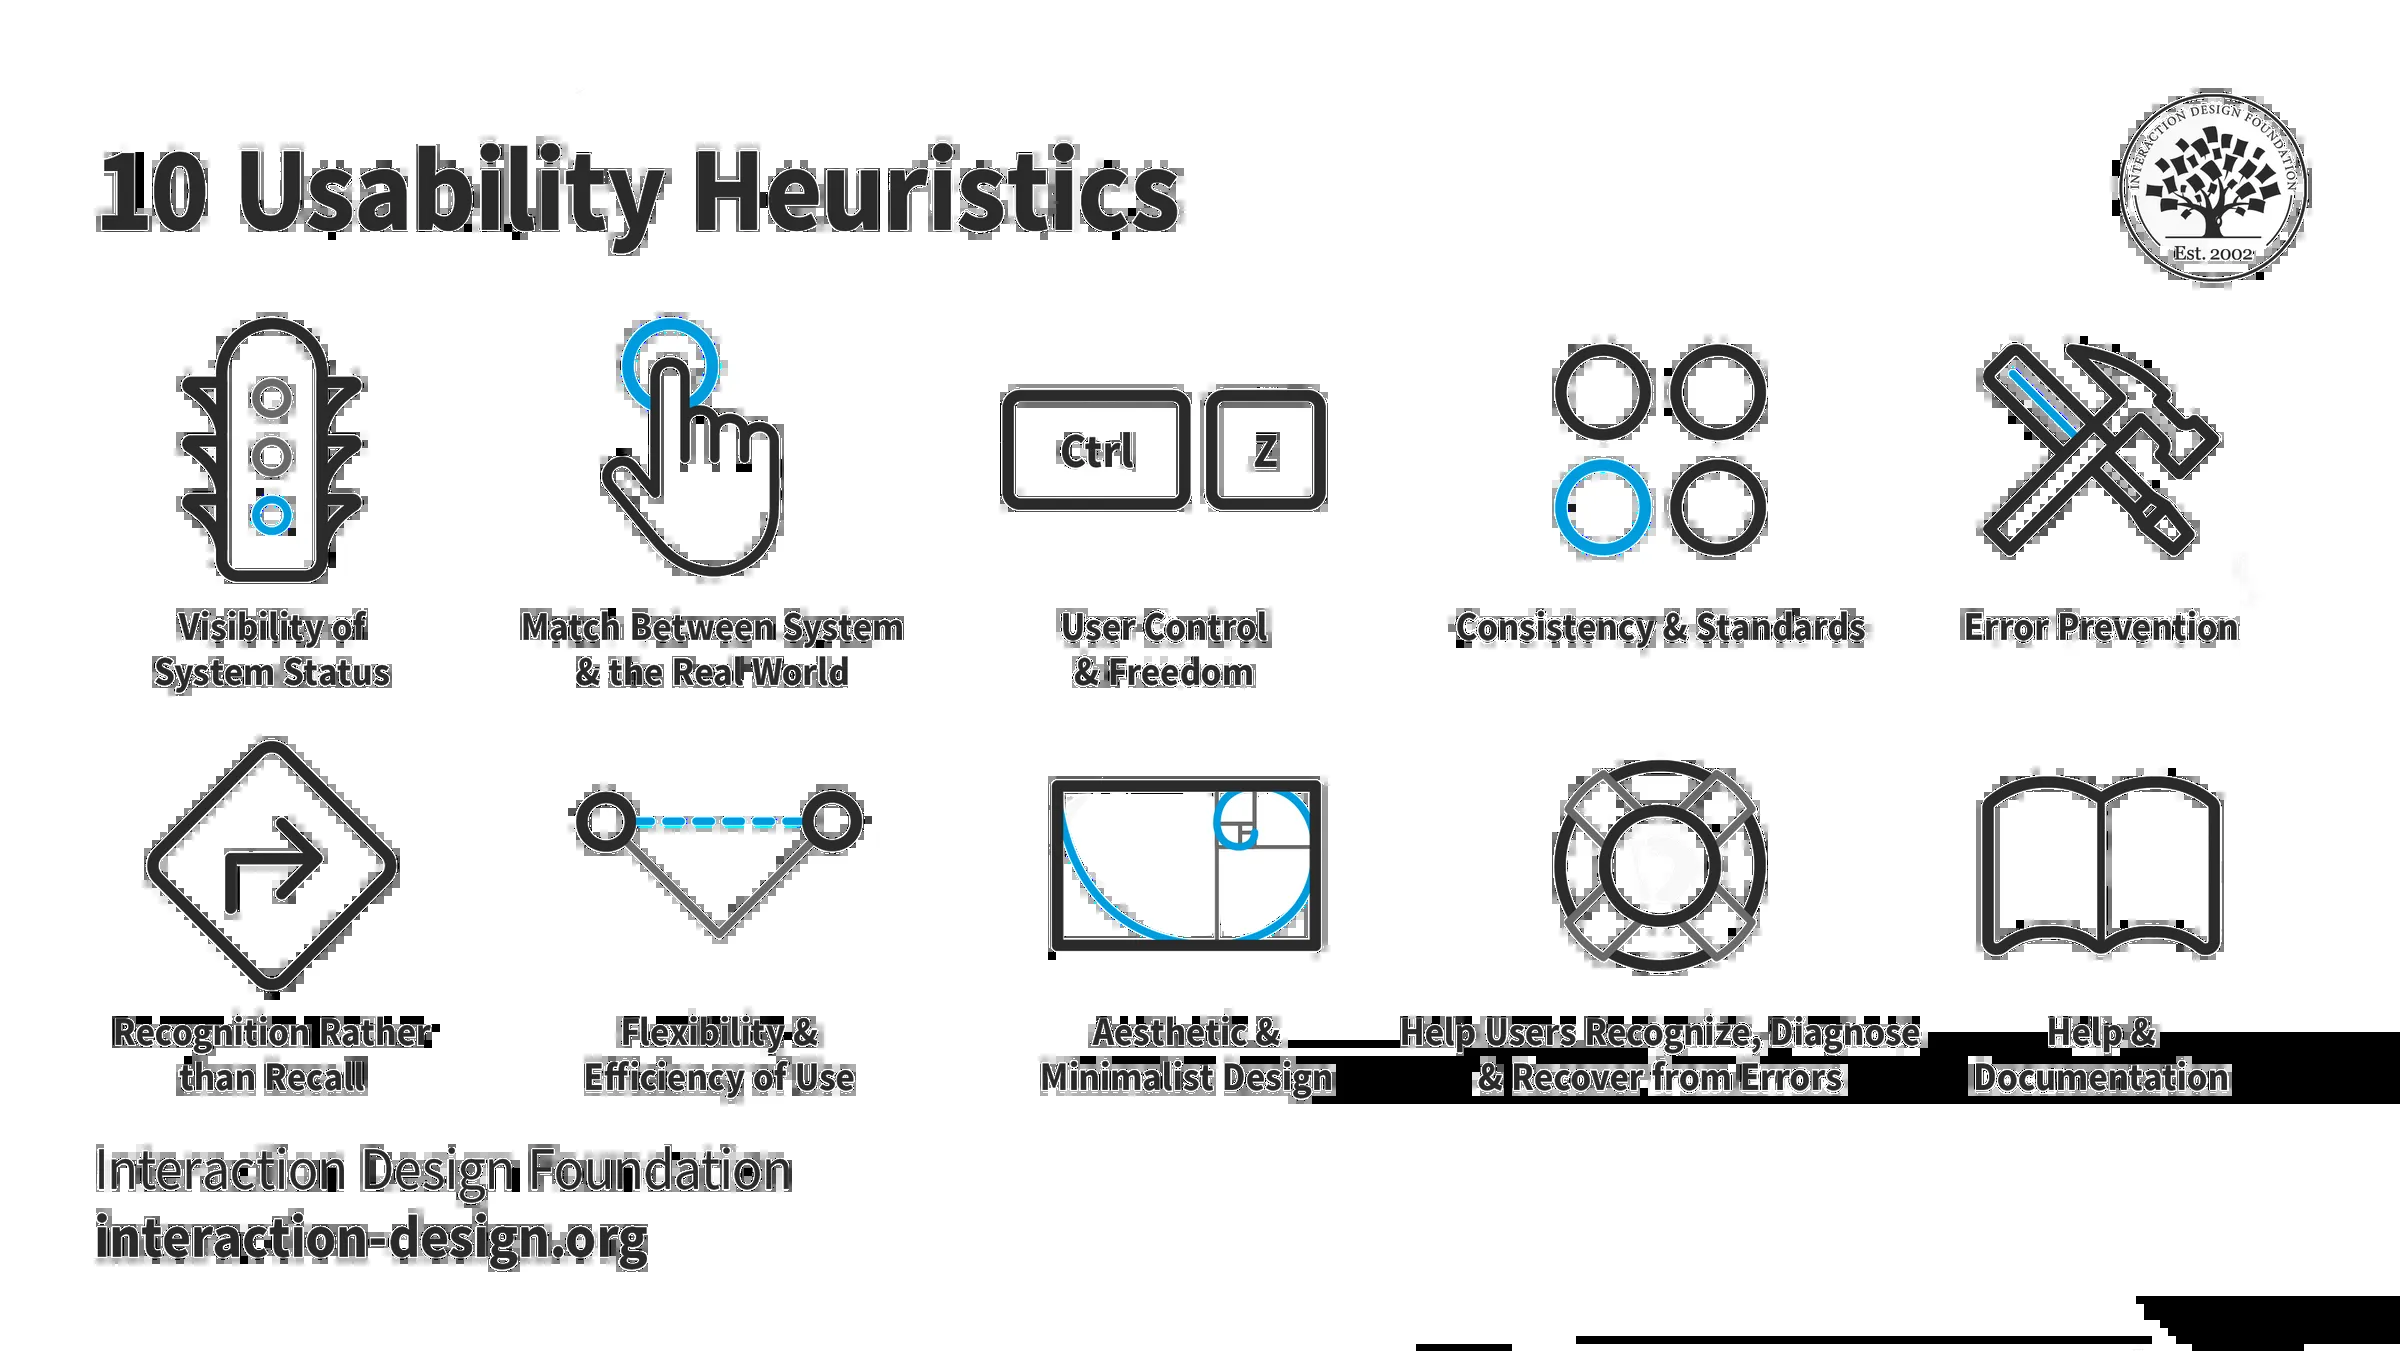 10 Usability Heuristics
INTERACTION DESIGN FOUNDATION
Est. 2002
Ctrl
Z
Visibility of
System Status
Match Between System
& the Real World
User Control
& Freedom
Consistency & Standards
Error Prevention
Recognition Rather
than Recall
Flexibility &
Efficiency of Use
Aesthetic &
Minimalist Design
Help Users Recognize, Diagnose
& Recover from Errors
Help &
Documentation
Interaction Design Foundation
interaction-design.org